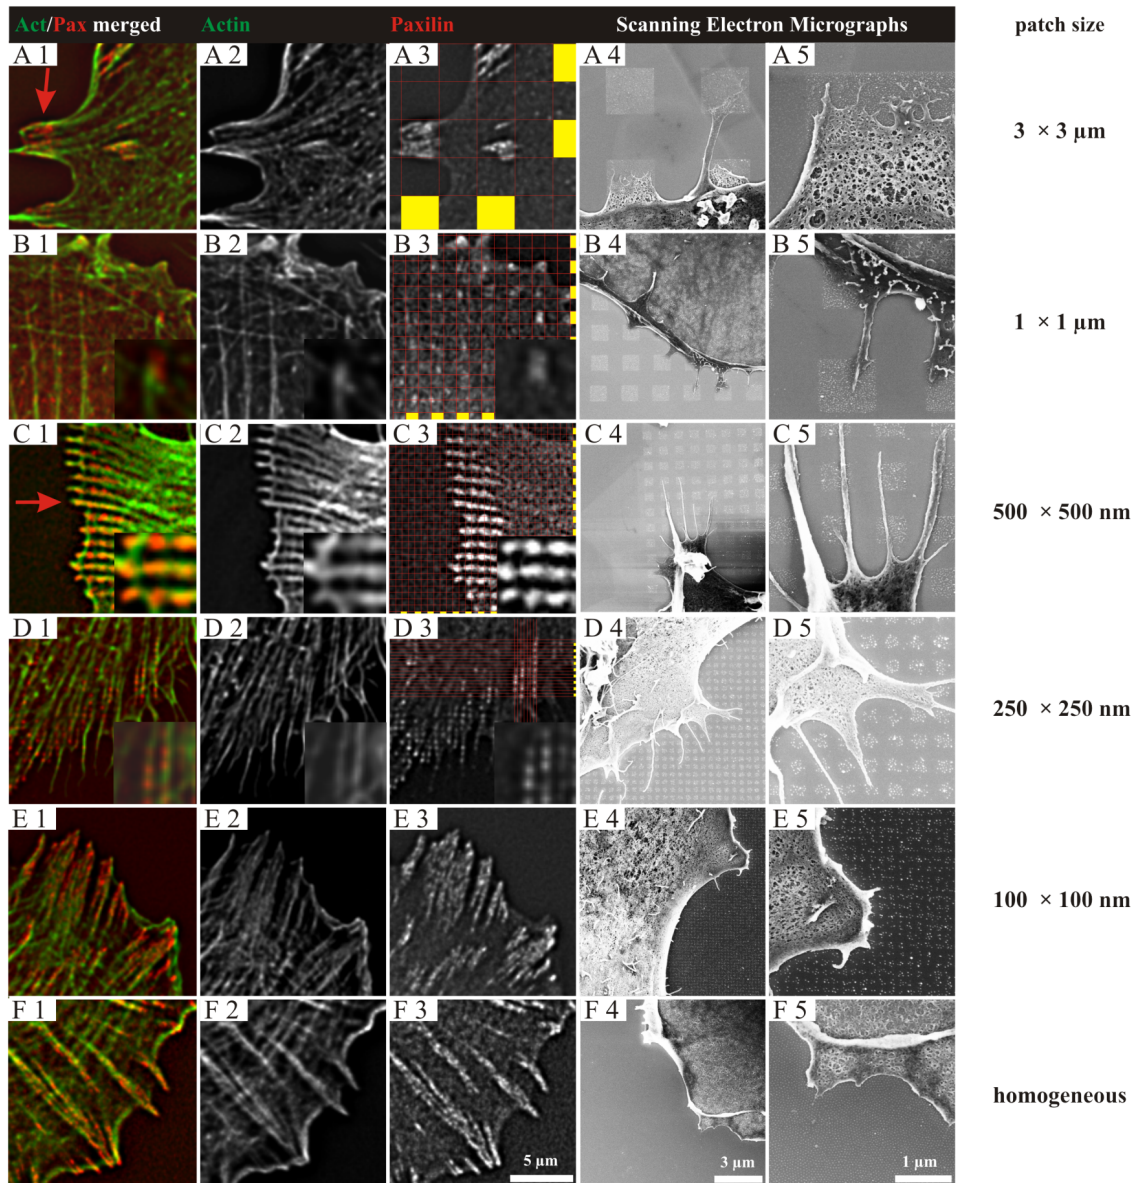 Act/Pax merged Actin Paxilin Scanning Electron Micrographs patch size
A 1 A 2 A 3 A 4 A 5
3 × 3 µm
B 1 B 2 B 3 B 4 B 5
1 × 1 µm
C 1 C 2 C 3 C 4 C 5
500 × 500 nm
D 1 D 2 D 3 D 4 D 5
250 × 250 nm
E 1 E 2 E 3 E 4 E 5
100 × 100 nm
F 1 F 2 F 3 F 4 F 5
homogeneous
5 µm 3 µm 1 µm